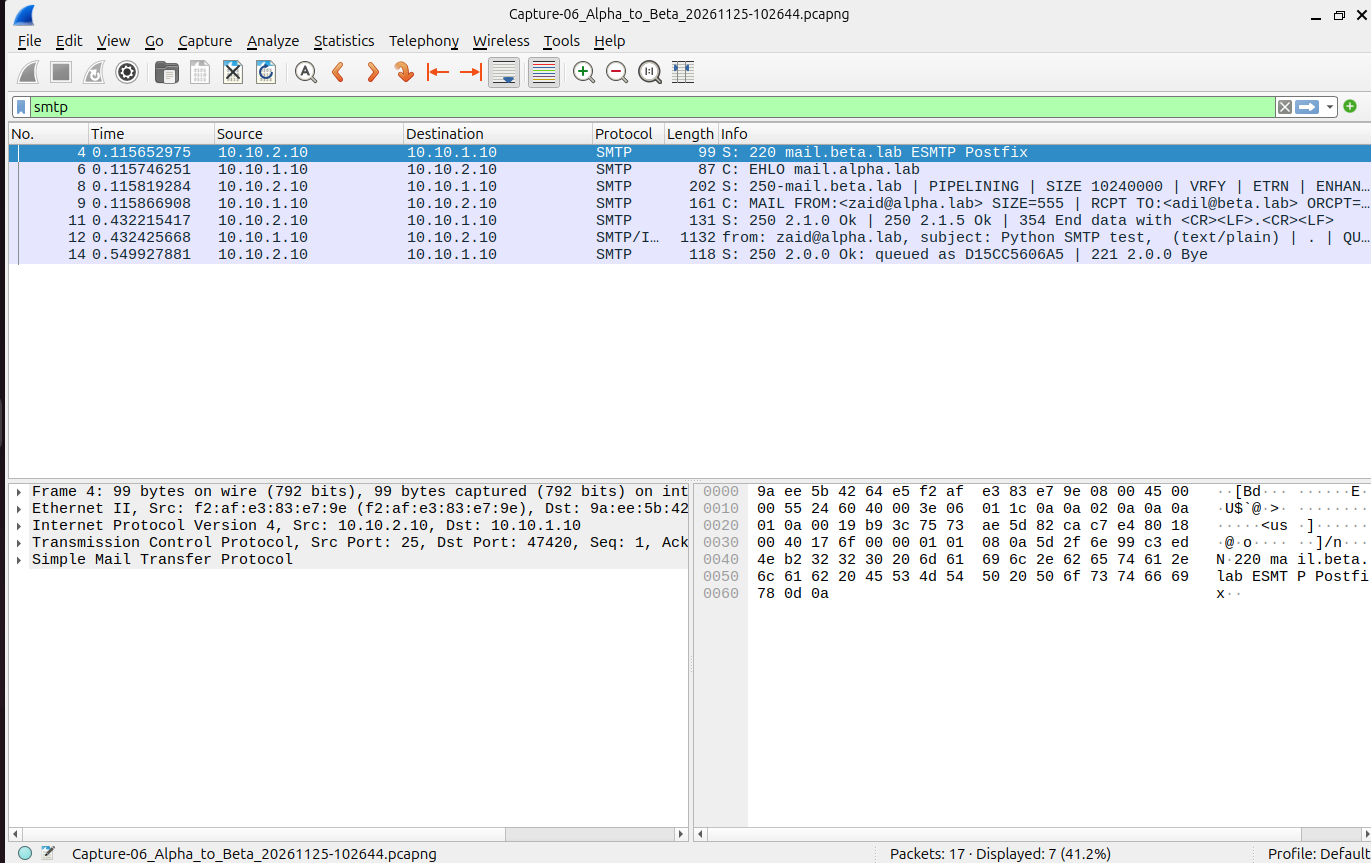 Capture-06_Alpha_to_Beta_20261125-102644.pcapng
File Edit View Go Capture Analyze Statistics Telephony Wireless Tools Help
smtp
No. Time Source Destination Protocol Length Info
4 0.115652975 10.10.2.10 10.10.1.10 SMTP 99 S: 220 mail.beta.lab ESMTP Postfix
6 0.115746251 10.10.1.10 10.10.2.10 SMTP 87 C: EHLO mail.alpha.lab
8 0.115819284 10.10.2.10 10.10.1.10 SMTP 202 S: 250-mail.beta.lab | PIPELINING | SIZE 10240000 | VRFY | ETRN | ENHAN…
9 0.115866908 10.10.1.10 10.10.2.10 SMTP 161 C: MAIL FROM:<zaid@alpha.lab> SIZE=555 | RCPT TO:<adil@beta.lab> ORCPT=…
11 0.432215417 10.10.2.10 10.10.1.10 SMTP 131 S: 250 2.1.0 Ok | 250 2.1.5 Ok | 354 End data with <CR><LF>.<CR><LF>
12 0.432425668 10.10.1.10 10.10.2.10 SMTP/I… 1132 from: zaid@alpha.lab, subject: Python SMTP test,  (text/plain) | . | QU…
14 0.549927881 10.10.2.10 10.10.1.10 SMTP 118 S: 250 2.0.0 Ok: queued as D15CC5606A5 | 221 2.0.0 Bye
Frame 4: 99 bytes on wire (792 bits), 99 bytes captured (792 bits) on int
Ethernet II, Src: f2:af:e3:83:e7:9e (f2:af:e3:83:e7:9e), Dst: 9a:ee:5b:42
Internet Protocol Version 4, Src: 10.10.2.10, Dst: 10.10.1.10
Transmission Control Protocol, Src Port: 25, Dst Port: 47420, Seq: 1, Ack
Simple Mail Transfer Protocol
0000 9a ee 5b 42 64 e5 f2 af e3 83 e7 9e 08 00 45 00 ··[Bd··· ······E·
0010 00 55 24 60 40 00 3e 06 01 1c 0a 0a 02 0a 0a 0a ·U$`@·>· ········
0020 01 0a 00 19 b9 3c 75 73 ae 5d 82 ca c7 e4 80 18 ·····<us ·]······
0030 00 40 17 6f 00 00 01 01 08 0a 5d 2f 6e 99 c3 ed ·@·o···· ··]/n···
0040 4e b2 32 32 30 20 6d 61 69 6c 2e 62 65 74 61 2e N·220 ma il.beta.
0050 6c 61 62 20 45 53 4d 54 50 20 50 6f 73 74 66 69 lab ESMT P Postfi
0060 78 0d 0a x··
Capture-06_Alpha_to_Beta_20261125-102644.pcapng Packets: 17 · Displayed: 7 (41.2%) Profile: Default